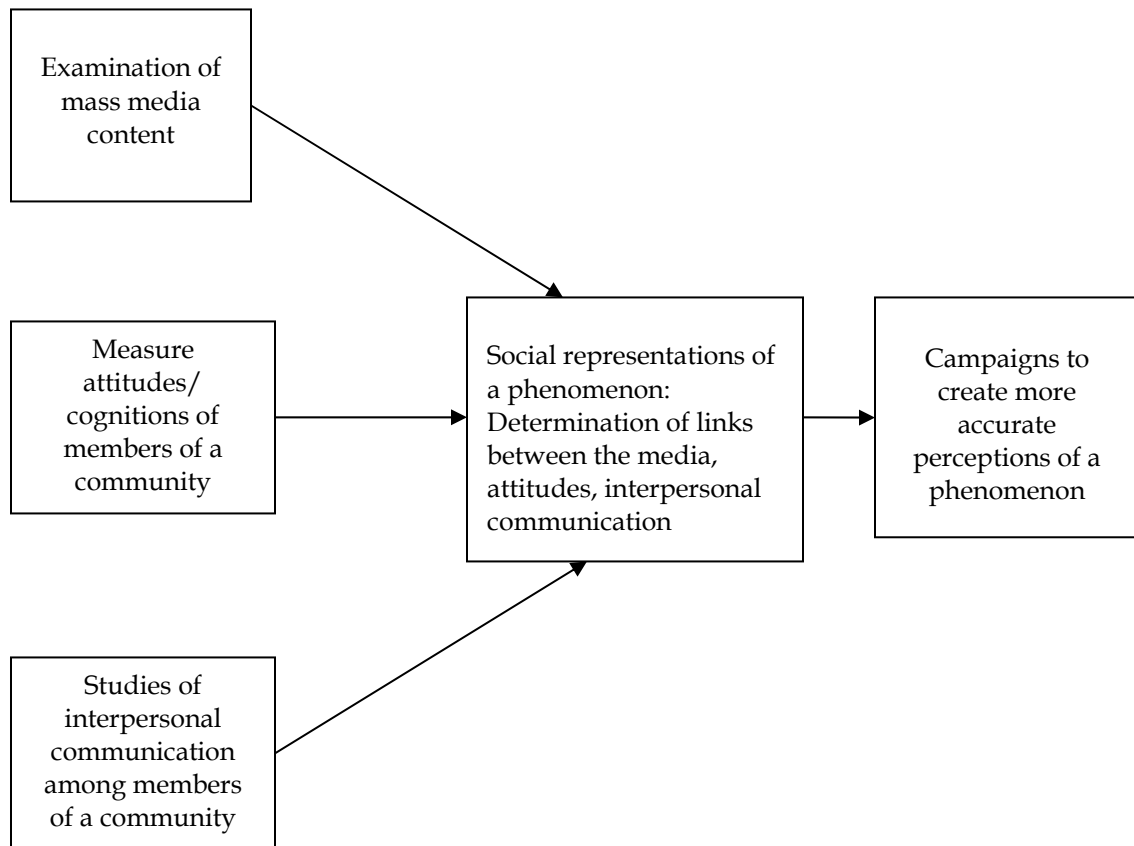 Examination of
mass media
content
Measure
attitudes/
cognitions of
members of a
community
Studies of
interpersonal
communication
among members
of a community
Social representations of
a phenomenon:
Determination of links
between the media,
attitudes, interpersonal
communication
Campaigns to
create more
accurate
perceptions of a
phenomenon